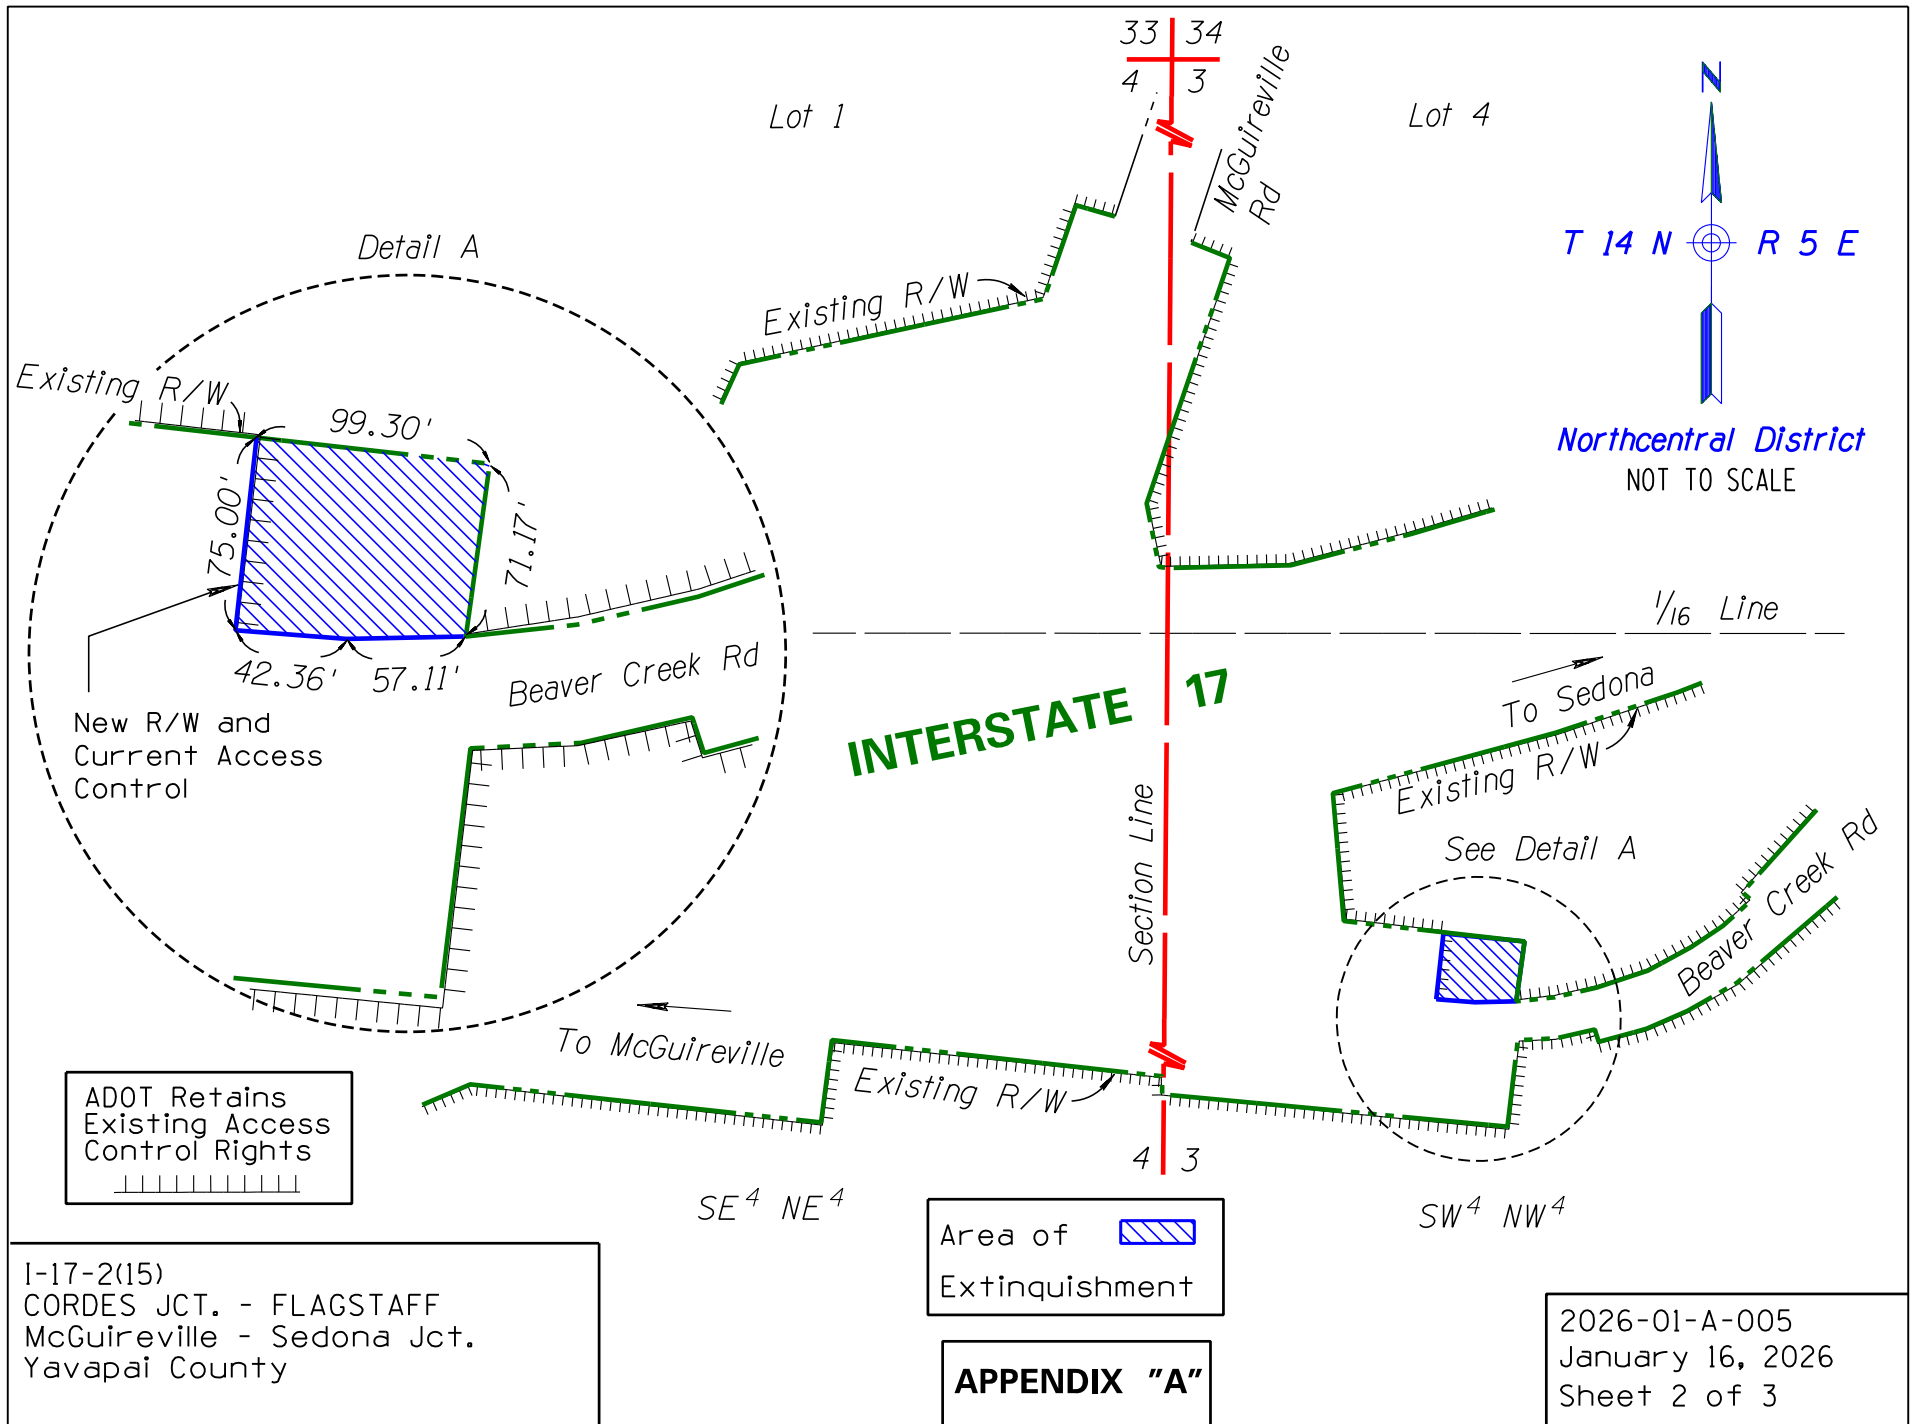 33 34
4 3
Lot 1
McGuireville
Rd
Lot 4
N
T 14 N R 5 E
Northcentral District
NOT TO SCALE
Detail A
Existing R/W
Existing R/W
99.30'
75.00'
71.17'
42.36'
57.11'
Beaver Creek Rd
New R/W and
Current Access
Control
1/16 Line
INTERSTATE 17
To Sedona
Existing R/W
Section Line
See Detail A
Beaver Creek Rd
To McGuireville
Existing R/W
4 3
SE4 NE4
SW4 NW4
ADOT Retains
Existing Access
Control Rights
Area of
Extinquishment
I-17-2(15)
CORDES JCT. - FLAGSTAFF
McGuireville - Sedona Jct.
Yavapai County
APPENDIX "A"
2026-01-A-005
January 16, 2026
Sheet 2 of 3